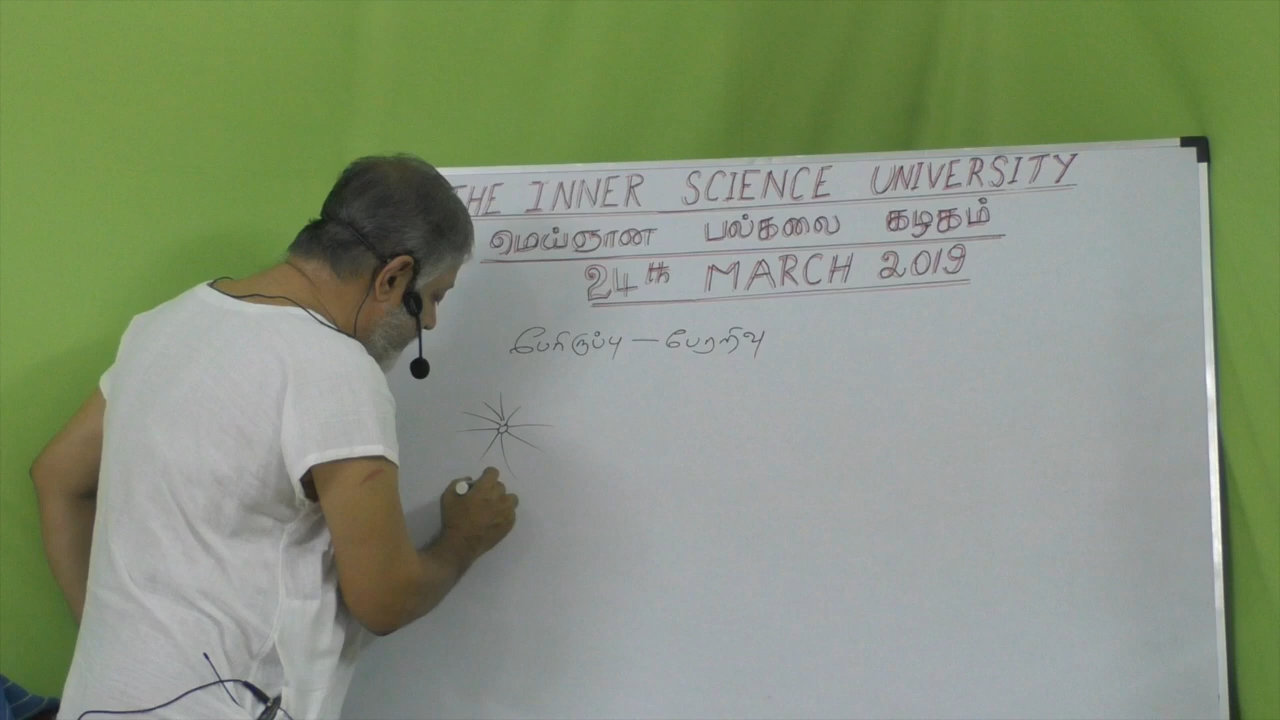 THE INNER SCIENCE UNIVERSITY
மெய்ஞான பல்கலை கழகம்
24th MARCH 2019
பேரிருப்பு — பேரறிவு